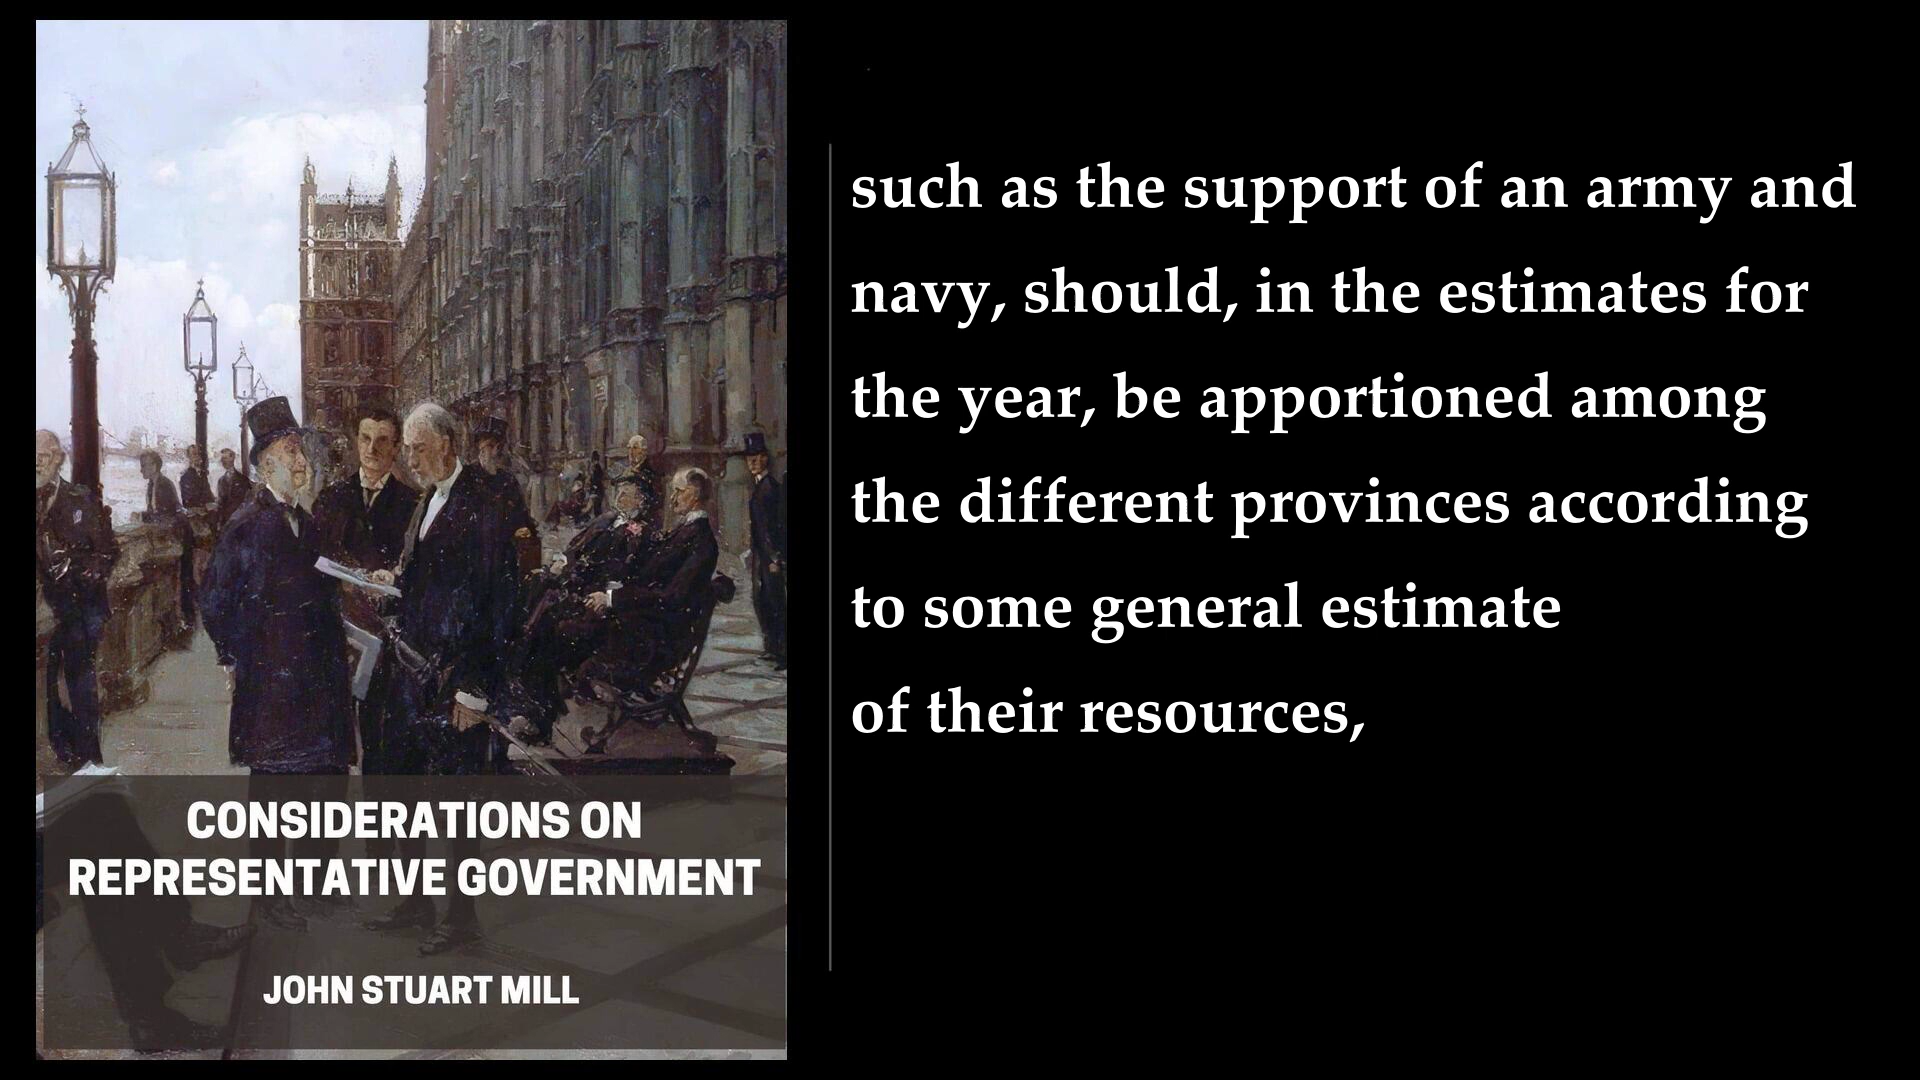 such as the support of an army and
navy, should, in the estimates for
the year, be apportioned among
the different provinces according
to some general estimate
of their resources,
CONSIDERATIONS ON
REPRESENTATIVE GOVERNMENT
JOHN STUART MILL